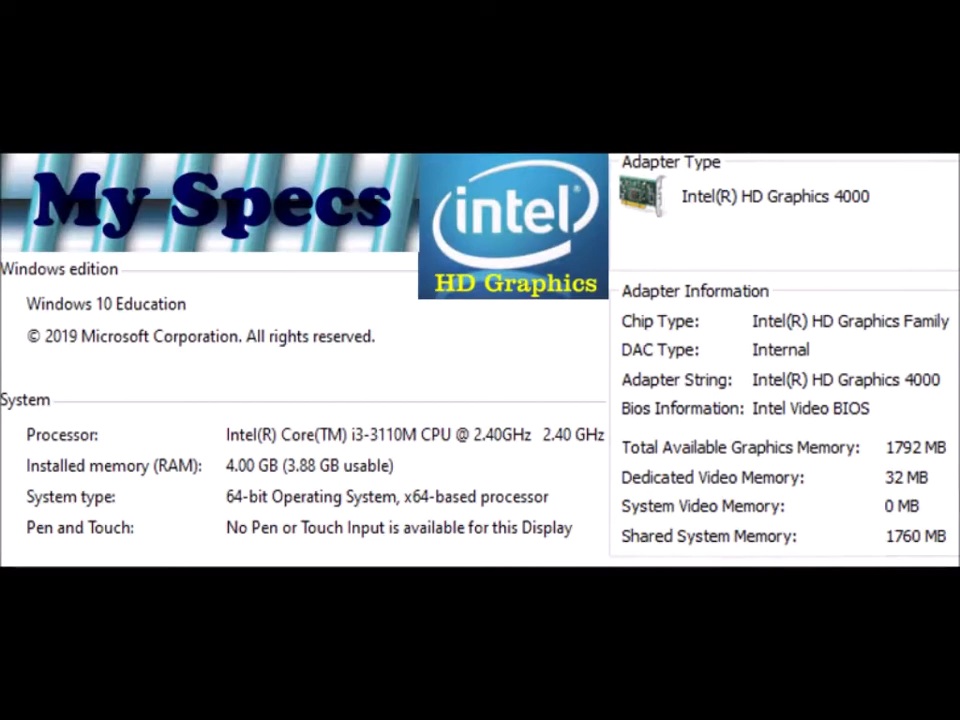 My Specs
intel®
HD Graphics
Windows edition
Windows 10 Education
© 2019 Microsoft Corporation. All rights reserved.
System
Processor: Intel(R) Core(TM) i3-3110M CPU @ 2.40GHz 2.40 GHz
Installed memory (RAM): 4.00 GB (3.88 GB usable)
System type: 64-bit Operating System, x64-based processor
Pen and Touch: No Pen or Touch Input is available for this Display
Adapter Type
Intel(R) HD Graphics 4000
Adapter Information
Chip Type: Intel(R) HD Graphics Family
DAC Type: Internal
Adapter String: Intel(R) HD Graphics 4000
Bios Information: Intel Video BIOS
Total Available Graphics Memory: 1792 MB
Dedicated Video Memory: 32 MB
System Video Memory: 0 MB
Shared System Memory: 1760 MB